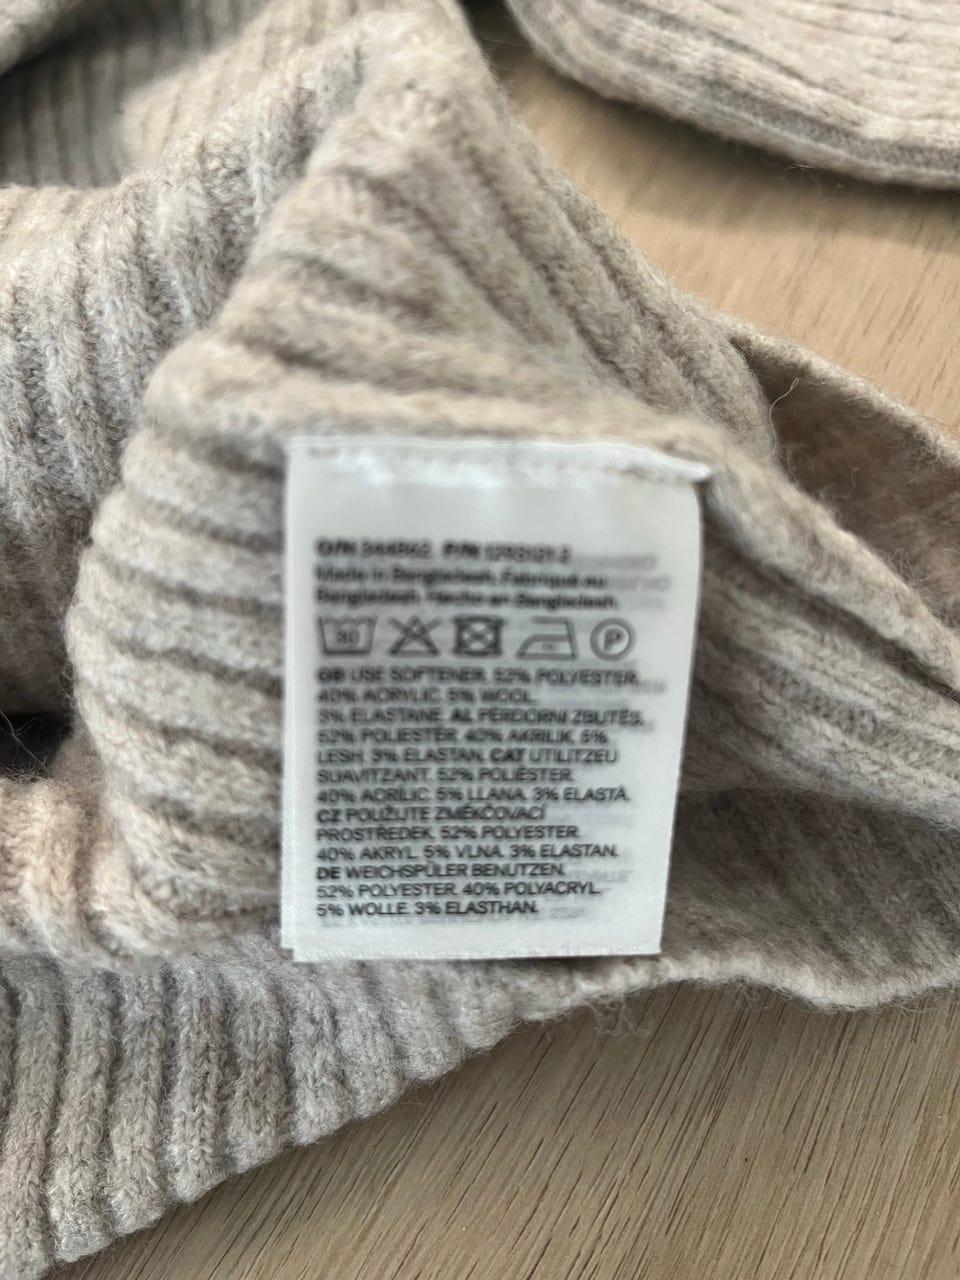 O/N 344862 P/N
Made in Bangladesh. Fabriqué au
Bangladesh. Hecho en Bangladesh.
30 P
GB USE SOFTENER. 52% POLYESTER.
40% ACRYLIC. 5% WOOL.
3% ELASTANE. AL PËRDORNI ZBUTËS.
52% POLIESTËR. 40% AKRILIK. 5%
LESH. 3% ELASTAN. CAT UTILITZEU
SUAVITZANT. 52% POLIÈSTER.
40% ACRÍLIC. 5% LLANA. 3% ELASTÀ.
CZ POUŽIJTE ZMĚKČOVACÍ
PROSTŘEDEK. 52% POLYESTER.
40% AKRYL. 5% VLNA. 3% ELASTAN.
DE WEICHSPÜLER BENUTZEN.
52% POLYESTER. 40% POLYACRYL.
5% WOLLE. 3% ELASTHAN.